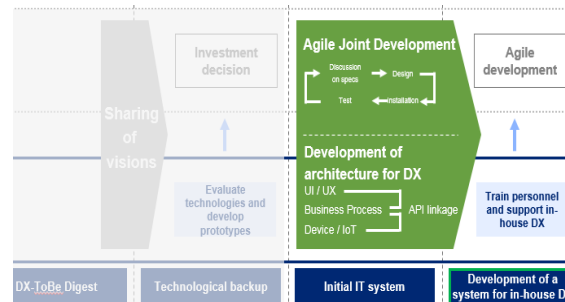 Investment
decision
Sharing
of
visions
Evaluate
technologies and
develop
prototypes
DX-ToBe Digest
Technological backup
Agile Joint Development
Discussion
on specs
Design
Test
Installation
Development of
architecture for DX
UI / UX
Business Process
API linkage
Device / IoT
Initial IT system
Agile
development
Train personnel
and support in-
house DX
Development of a
system for in-house D